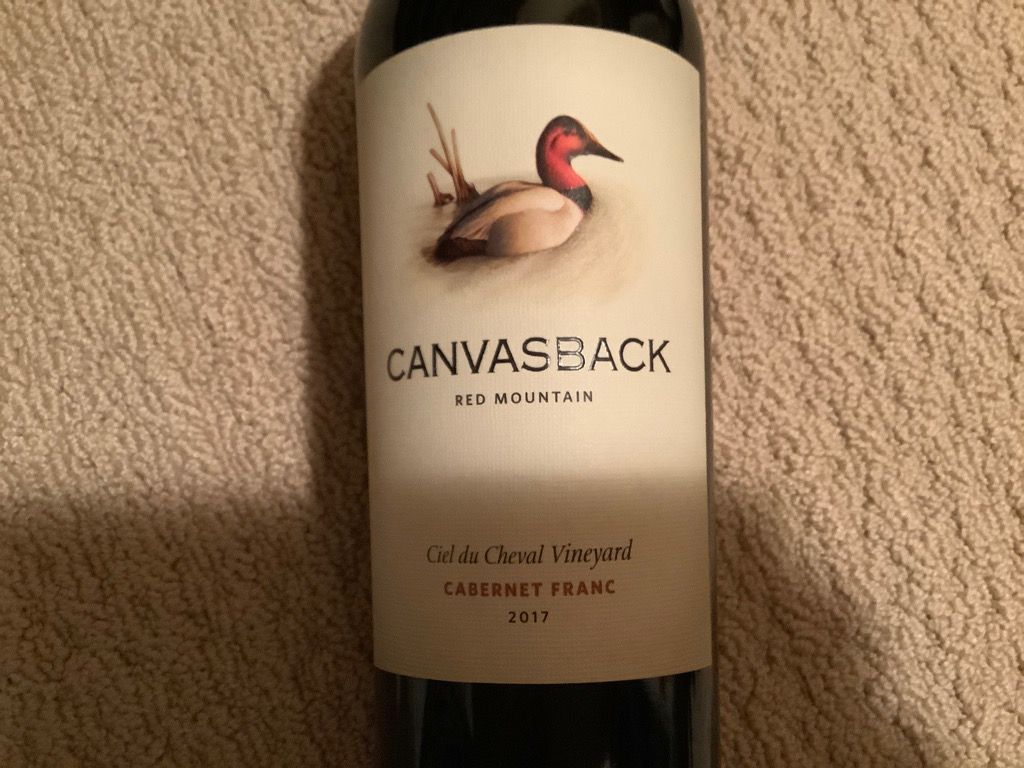 CANVASBACK
RED MOUNTAIN
Ciel du Cheval Vineyard
CABERNET FRANC
2017